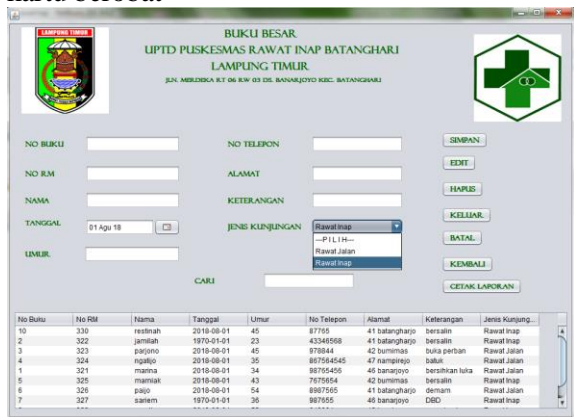 LAMPUNG TIMUR
BUKU BESAR
UPTD PUSKESMAS RAWAT INAP BATANGHARI
LAMPUNG TIMUR
JLN. MERDEKA RT 06 RW 03 DS. BANARJOYO KEC. BATANGHARI
NO BUKU
NO TELEPON
SIMPAN
EDIT
NO RM
ALAMAT
HAPUS
NAMA
KETERANGAN
KELUAR
TANGGAL
01 Agu 18
JENIS KUNJUNGAN
Rawat Inap
---P I L I H---
Rawat Jalan
Rawat Inap
BATAL
UMUR
KEMBALI
CARI
CETAK LAPORAN
No Buku No RM Nama Tanggal Umur No Telepon Alamat Keterangan Jenis Kunjung...
10 330 restinah 2018-08-01 45 87765 41 batangharjo bersalin Rawat Inap
2 322 jamilah 1970-01-01 23 43346568 41 batangharjo bersalin Rawat Inap
3 323 parjono 2018-08-01 45 978844 42 bumimas buka perban Rawat Jalan
4 324 ngatijo 2018-08-01 35 867564545 47 nampirejo batuk Rawat Jalan
1 321 marina 2018-08-01 34 98765456 46 banarjoyo bersihkan luka Rawat Jalan
5 325 marniak 2018-08-01 43 7675654 42 bumimas bersalin Rawat Inap
6 326 paijo 2018-08-01 54 8987565 41 batangharjo demam Rawat Jalan
7 327 sariem 1970-01-01 36 987655 46 banarjoyo DBD Rawat Inap